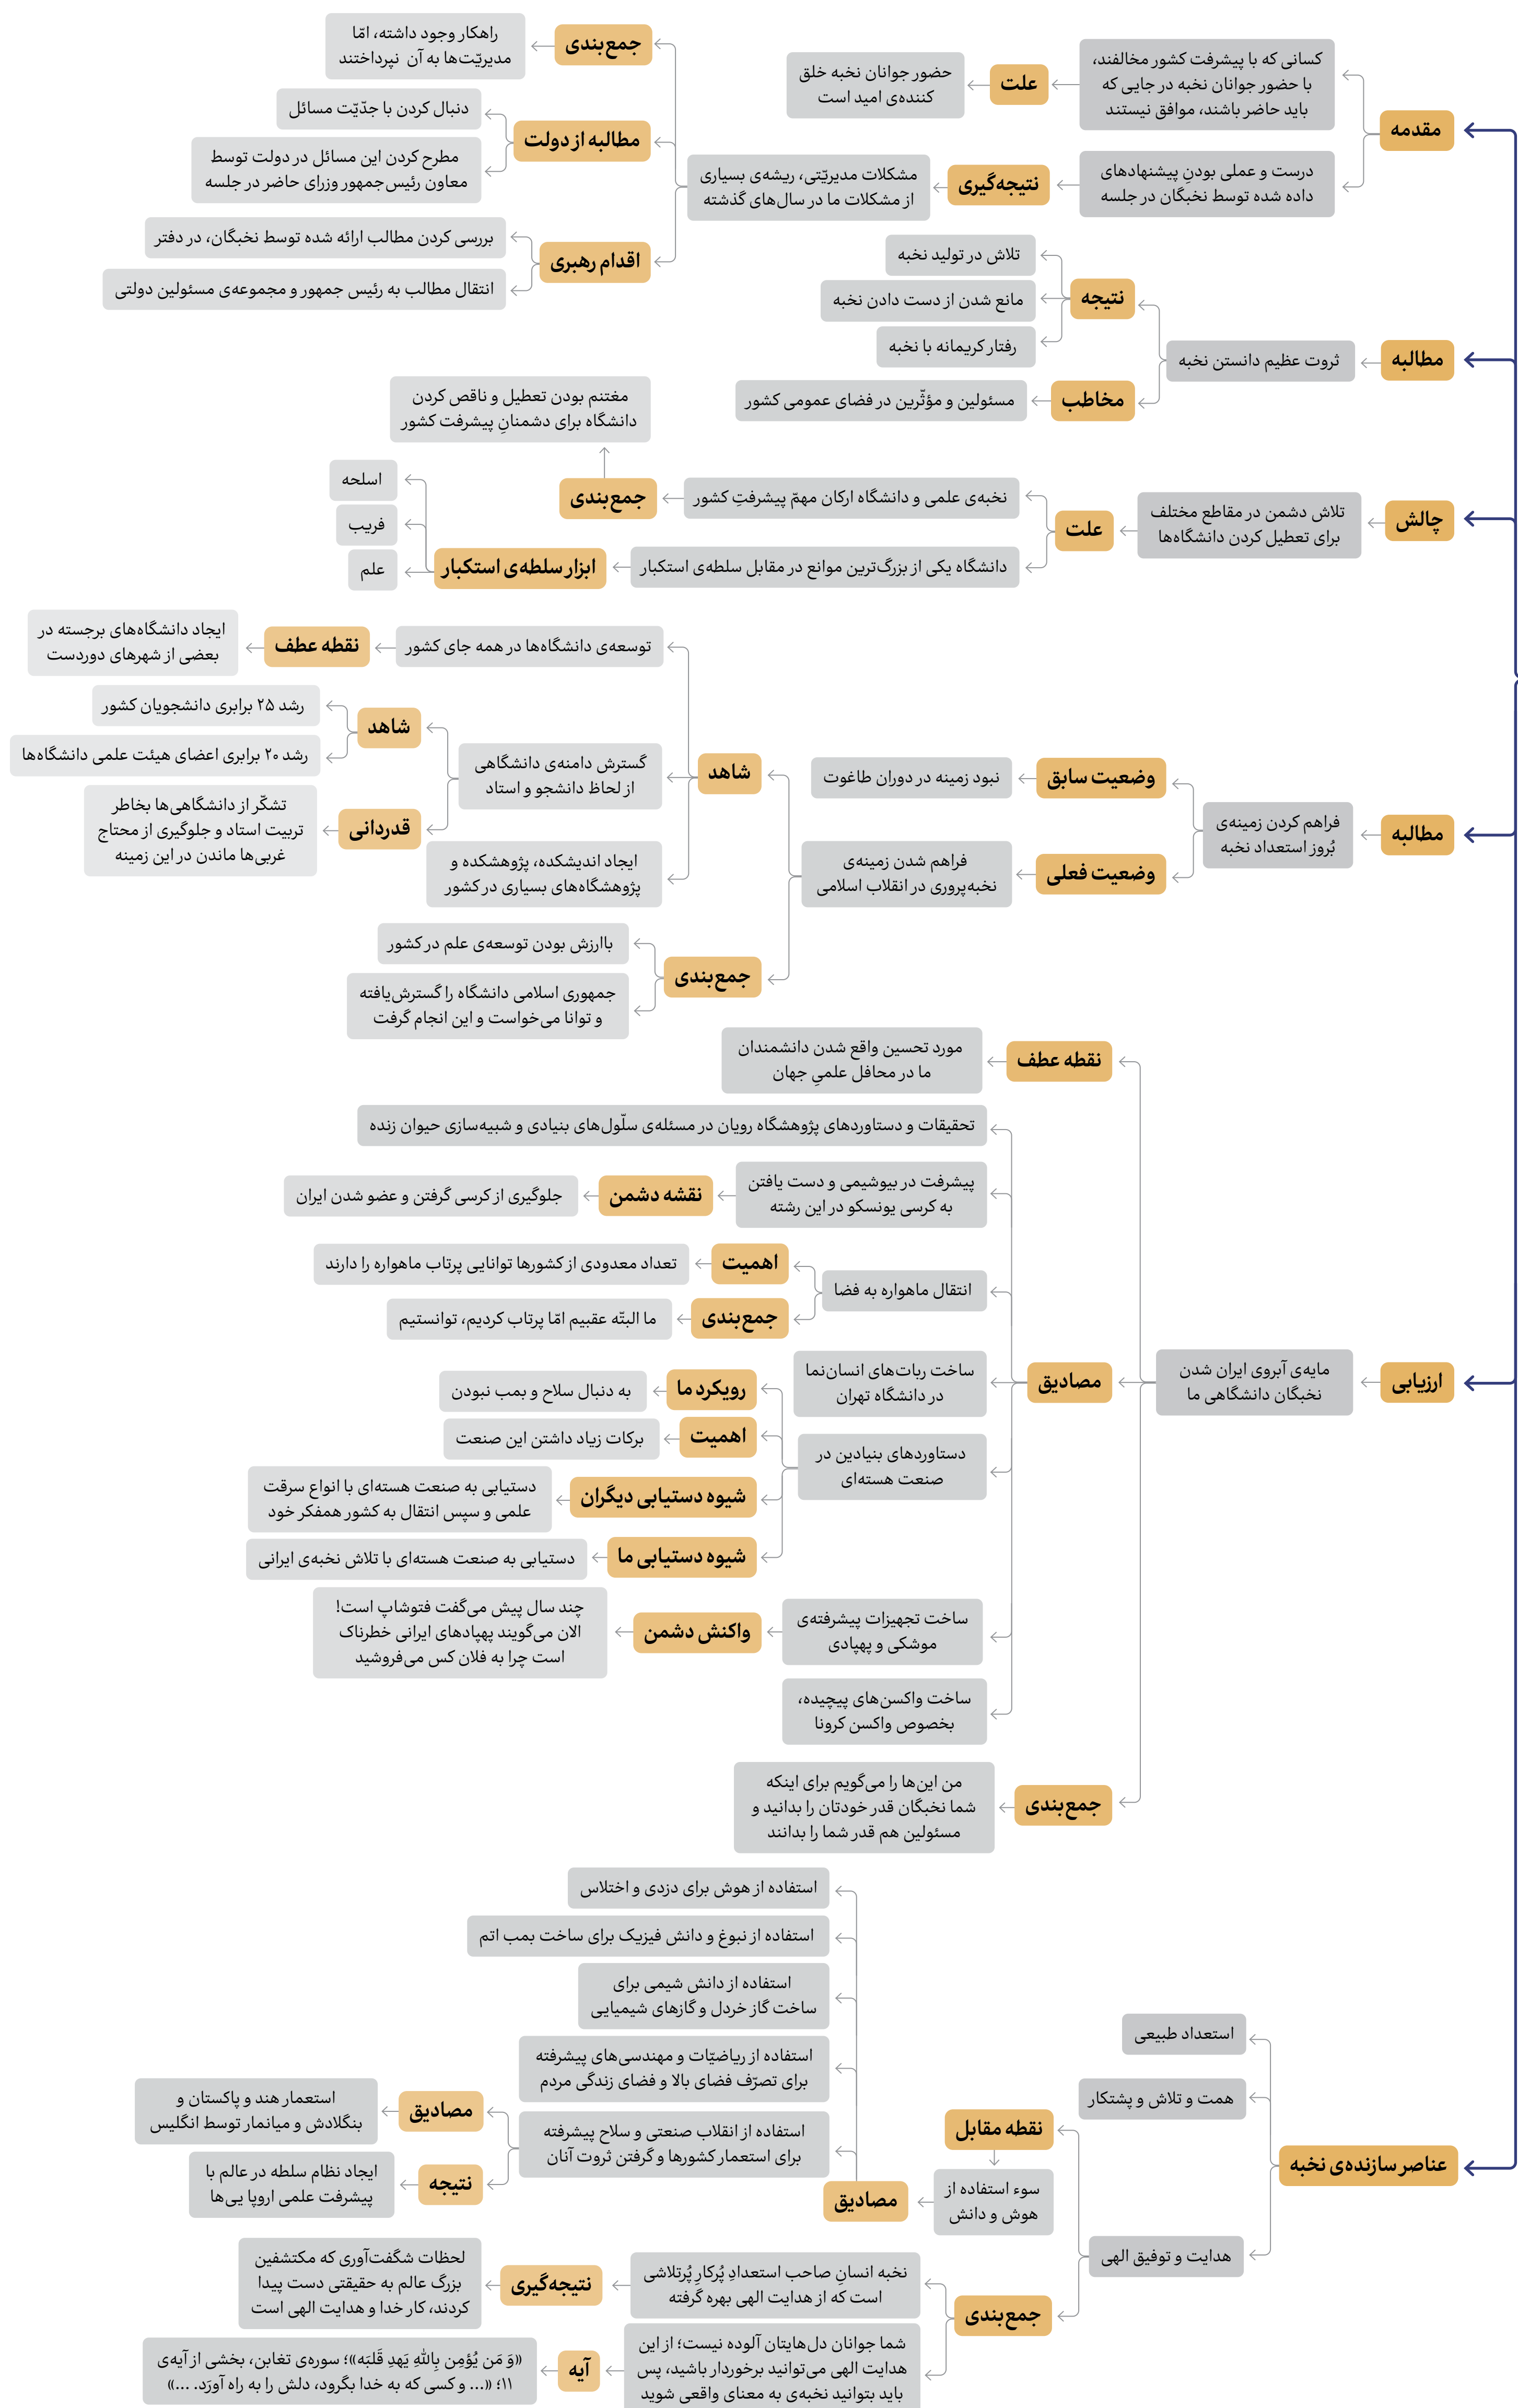 مقدمه
کسانی که با پیشرفت کشور مخالفند،
با حضور جوانان نخبه در جایی که
باید حاضر باشند، موافق نیستند
علت
حضور جوانان نخبه خلق
کننده‌ی امید است
درست و عملی بودنِ پیشنهادهای
داده شده توسط نخبگان در جلسه
نتیجه‌گیری
مشکلات مدیریّتی، ریشه‌ی بسیاری
از مشکلات ما در سال‌های گذشته
جمع‌بندی
راهکار وجود داشته، امّا
مدیریّت‌ها به آن نپرداختند
مطالبه از دولت
دنبال کردن با جدّیّت مسائل
مطرح کردن این مسائل در دولت توسط
معاون رئیس‌جمهور وزرای حاضر در جلسه
اقدام رهبری
بررسی کردن مطالب ارائه شده توسط نخبگان، در دفتر
انتقال مطالب به رئیس جمهور و مجموعه‌ی مسئولین دولتی
مطالبه
ثروت عظیم دانستن نخبه
نتیجه
تلاش در تولید نخبه
مانع شدن از دست دادن نخبه
رفتار کریمانه با نخبه
مخاطب
مسئولین و مؤثّرین در فضای عمومی کشور
چالش
تلاش دشمن در مقاطع مختلف
برای تعطیل کردن دانشگاه‌ها
علت
نخبه‌ی علمی و دانشگاه ارکان مهمّ پیشرفتِ کشور
جمع‌بندی
مغتنم بودن تعطیل و ناقص کردن
دانشگاه برای دشمنانِ پیشرفت کشور
دانشگاه یکی از بزرگ‌ترین موانع در مقابل سلطه‌ی استکبار
ابزار سلطه‌ی استکبار
اسلحه
فریب
علم
مطالبه
فراهم کردن زمینه‌ی
بُروز استعداد نخبه
وضعیت سابق
نبود زمینه در دوران طاغوت
وضعیت فعلی
فراهم شدن زمینه‌ی
نخبه‌پروری در انقلاب اسلامی
شاهد
توسعه‌ی دانشگاه‌ها در همه جای کشور
نقطه عطف
ایجاد دانشگاه‌های برجسته در
بعضی از شهرهای دوردست
گسترش دامنه‌ی دانشگاهی
از لحاظ دانشجو و استاد
شاهد
رشد ۲۵ برابری دانشجویان کشور
رشد ۲۰ برابری اعضای هیئت علمی دانشگاه‌ها
قدردانی
تشکّر از دانشگاهی‌ها بخاطر
تربیت استاد و جلوگیری از محتاج
غربی‌ها ماندن در این زمینه
ایجاد اندیشکده، پژوهشکده و
پژوهشگاه‌های بسیاری در کشور
جمع‌بندی
باارزش بودن توسعه‌ی علم در کشور
جمهوری اسلامی دانشگاه را گسترش‌یافته
و توانا می‌خواست و این انجام گرفت
ارزیابی
مایه‌ی آبروی ایران شدن
نخبگان دانشگاهی ما
نقطه عطف
مورد تحسین واقع شدن دانشمندان
ما در محافل علمیِ جهان
مصادیق
تحقیقات و دستاوردهای پژوهشگاه رویان در مسئله‌ی سلّول‌های بنیادی و شبیه‌سازی حیوان زنده
پیشرفت در بیوشیمی و دست یافتن
به کرسی یونسکو در این رشته
نقشه دشمن
جلوگیری از کرسی گرفتن و عضو شدن ایران
انتقال ماهواره به فضا
اهمیت
تعداد معدودی از کشورها توانایی پرتاب ماهواره را دارند
جمع‌بندی
ما البتّه عقبیم امّا پرتاب کردیم، توانستیم
ساخت ربات‌های انسان‌نما
در دانشگاه تهران
دستاوردهای بنیادین در
صنعت هسته‌ای
رویکرد ما
به دنبال سلاح و بمب نبودن
اهمیت
برکات زیاد داشتن این صنعت
شیوه دستیابی دیگران
دستیابی به صنعت هسته‌ای با انواع سرقت
علمی و سپس انتقال به کشور همفکر خود
شیوه دستیابی ما
دستیابی به صنعت هسته‌ای با تلاش نخبه‌ی ایرانی
ساخت تجهیزات پیشرفته‌ی
موشکی و پهپادی
واکنش دشمن
چند سال پیش می‌گفت فتوشاپ است!
الان می‌گویند پهپادهای ایرانی خطرناک
است چرا به فلان کس می‌فروشید
ساخت واکسن‌های پیچیده،
بخصوص واکسن کرونا
جمع‌بندی
من این‌ها را می‌گویم برای اینکه
شما نخبگان قدر خودتان را بدانید و
مسئولین هم قدر شما را بدانند
عناصر سازنده‌ی نخبه
استعداد طبیعی
همت و تلاش و پشتکار
هدایت و توفیق الهی
نقطه مقابل
سوء استفاده از
هوش و دانش
مصادیق
استفاده از هوش برای دزدی و اختلاس
استفاده از نبوغ و دانش فیزیک برای ساخت بمب اتم
استفاده از دانش شیمی برای
ساخت گاز خردل و گازهای شیمیایی
استفاده از ریاضیّات و مهندسی‌های پیشرفته
برای تصرّف فضای بالا و فضای زندگی مردم
استفاده از انقلاب صنعتی و سلاح پیشرفته
برای استعمار کشورها و گرفتن ثروت آنان
مصادیق
استعمار هند و پاکستان و
بنگلادش و میانمار توسط انگلیس
نتیجه
ایجاد نظام سلطه در عالم با
پیشرفت علمی اروپا یی‌ها
جمع‌بندی
نخبه انسانِ صاحب استعدادِ پُرکارِ پُرتلاشی
است که از هدایت الهی بهره گرفته
نتیجه‌گیری
لحظات شگفت‌آوری که مکتشفین
بزرگ عالم به حقیقتی دست پیدا
کردند، کار خدا و هدایت الهی است
شما جوانان دل‌هایتان آلوده نیست؛ از این
هدایت الهی می‌توانید برخوردار باشید، پس
باید بتوانید نخبه‌ی به معنای واقعی شوید
آیه
«وَ مَن یُؤمِن بِاللهِ یَهدِ قَلبَه»؛ سوره‌ی تغابن، بخشی از آیه‌ی
۱۱؛ «... و کسی که به خدا بگرود، دلش را به راه آورَد. ...»